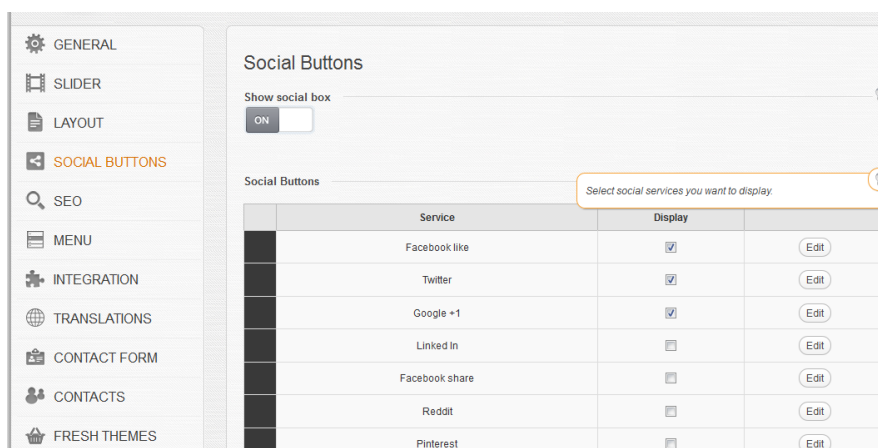 GENERAL
SLIDER
LAYOUT
SOCIAL BUTTONS
SEO
MENU
INTEGRATION
TRANSLATIONS
CONTACT FORM
CONTACTS
FRESH THEMES
Social Buttons
Show social box
ON
Social Buttons
Select social services you want to display.
Service Display
Facebook like Edit
Twitter Edit
Google +1 Edit
Linked In Edit
Facebook share Edit
Reddit Edit
Pinterest Edit